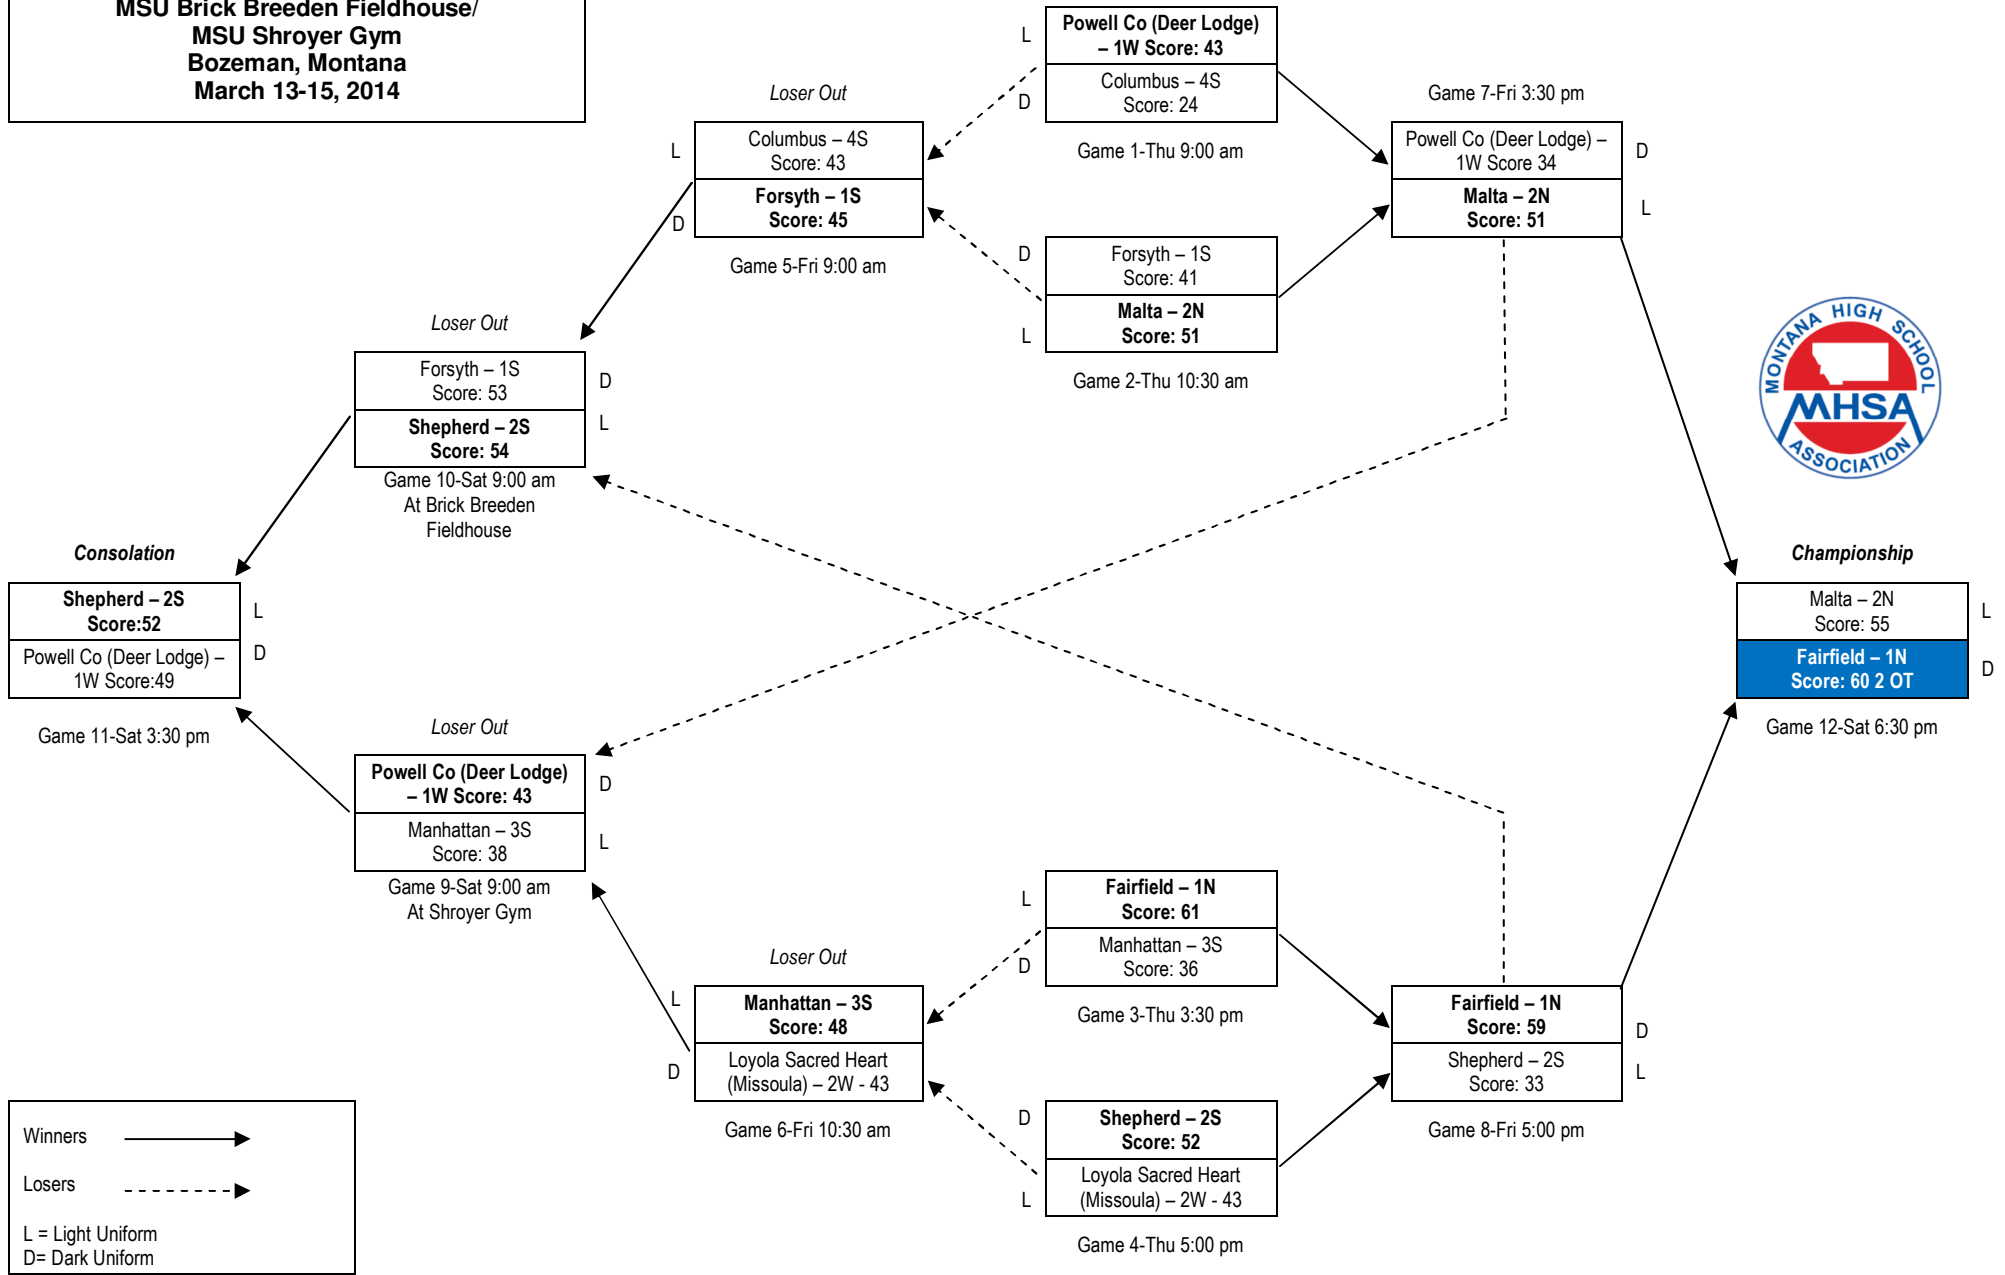 MSU Brick Breeden Fieldhouse/
MSU Shroyer Gym
Bozeman, Montana
March 13-15, 2014
L
Powell Co (Deer Lodge)
– 1W Score: 43
D
Columbus – 4S
Score: 24
Game 1-Thu 9:00 am
Loser Out
L
Columbus – 4S
Score: 43
D
Forsyth – 1S
Score: 45
Game 5-Fri 9:00 am
Game 7-Fri 3:30 pm
Powell Co (Deer Lodge) –
1W Score 34
D
Malta – 2N
Score: 51
L
D
Forsyth – 1S
Score: 41
L
Malta – 2N
Score: 51
Game 2-Thu 10:30 am
Loser Out
Forsyth – 1S
Score: 53
D
Shepherd – 2S
Score: 54
L
Game 10-Sat 9:00 am
At Brick Breeden
Fieldhouse
MONTANA HIGH SCHOOL
MHSA
ASSOCIATION
Consolation
Shepherd – 2S
Score:52
L
Powell Co (Deer Lodge) –
1W Score:49
D
Game 11-Sat 3:30 pm
Championship
Malta – 2N
Score: 55
L
Fairfield – 1N
Score: 60 2 OT
D
Game 12-Sat 6:30 pm
Loser Out
Powell Co (Deer Lodge)
– 1W Score: 43
D
Manhattan – 3S
Score: 38
L
Game 9-Sat 9:00 am
At Shroyer Gym
L
Fairfield – 1N
Score: 61
D
Manhattan – 3S
Score: 36
Game 3-Thu 3:30 pm
Loser Out
L
Manhattan – 3S
Score: 48
D
Loyola Sacred Heart
(Missoula) – 2W - 43
Game 6-Fri 10:30 am
Fairfield – 1N
Score: 59
D
Shepherd – 2S
Score: 33
L
Game 8-Fri 5:00 pm
D
Shepherd – 2S
Score: 52
L
Loyola Sacred Heart
(Missoula) – 2W - 43
Game 4-Thu 5:00 pm
Winners
Losers
L = Light Uniform
D= Dark Uniform